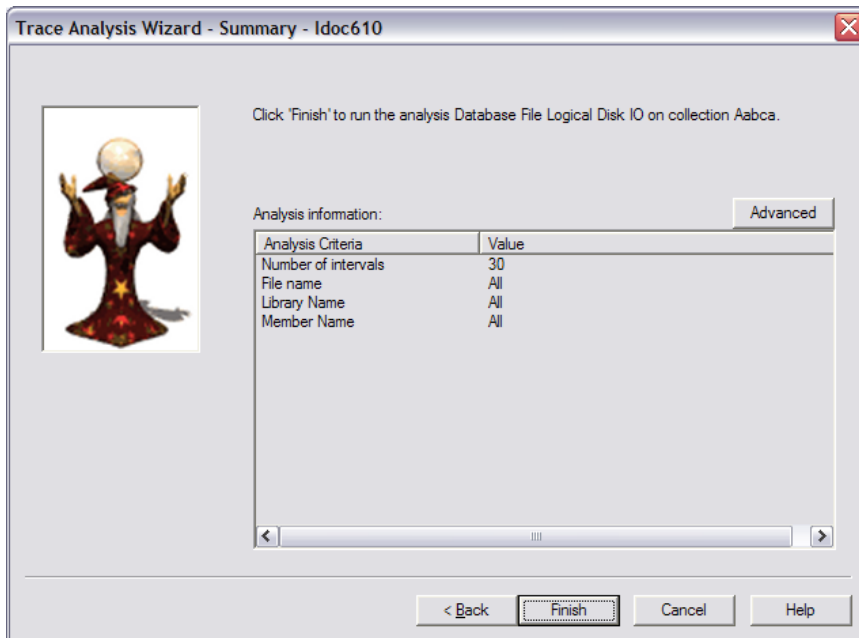 Trace Analysis Wizard - Summary - Idoc610
Click 'Finish' to run the analysis Database File Logical Disk IO on collection Aabca.
Analysis information:
Advanced
Analysis Criteria Value
Number of intervals 30
File name All
Library Name All
Member Name All
< Back Finish Cancel Help